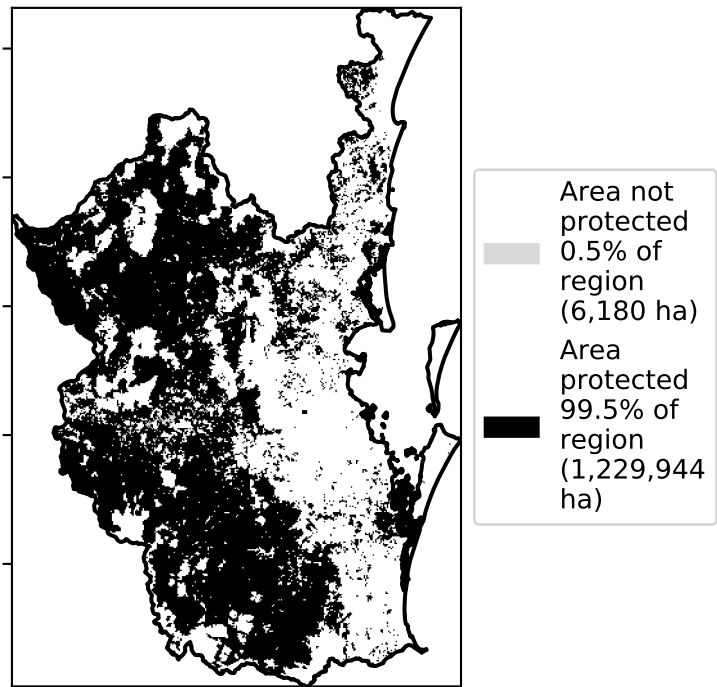 Area not
protected
0.5% of
region
(6,180 ha)
Area
protected
99.5% of
region
(1,229,944
ha)